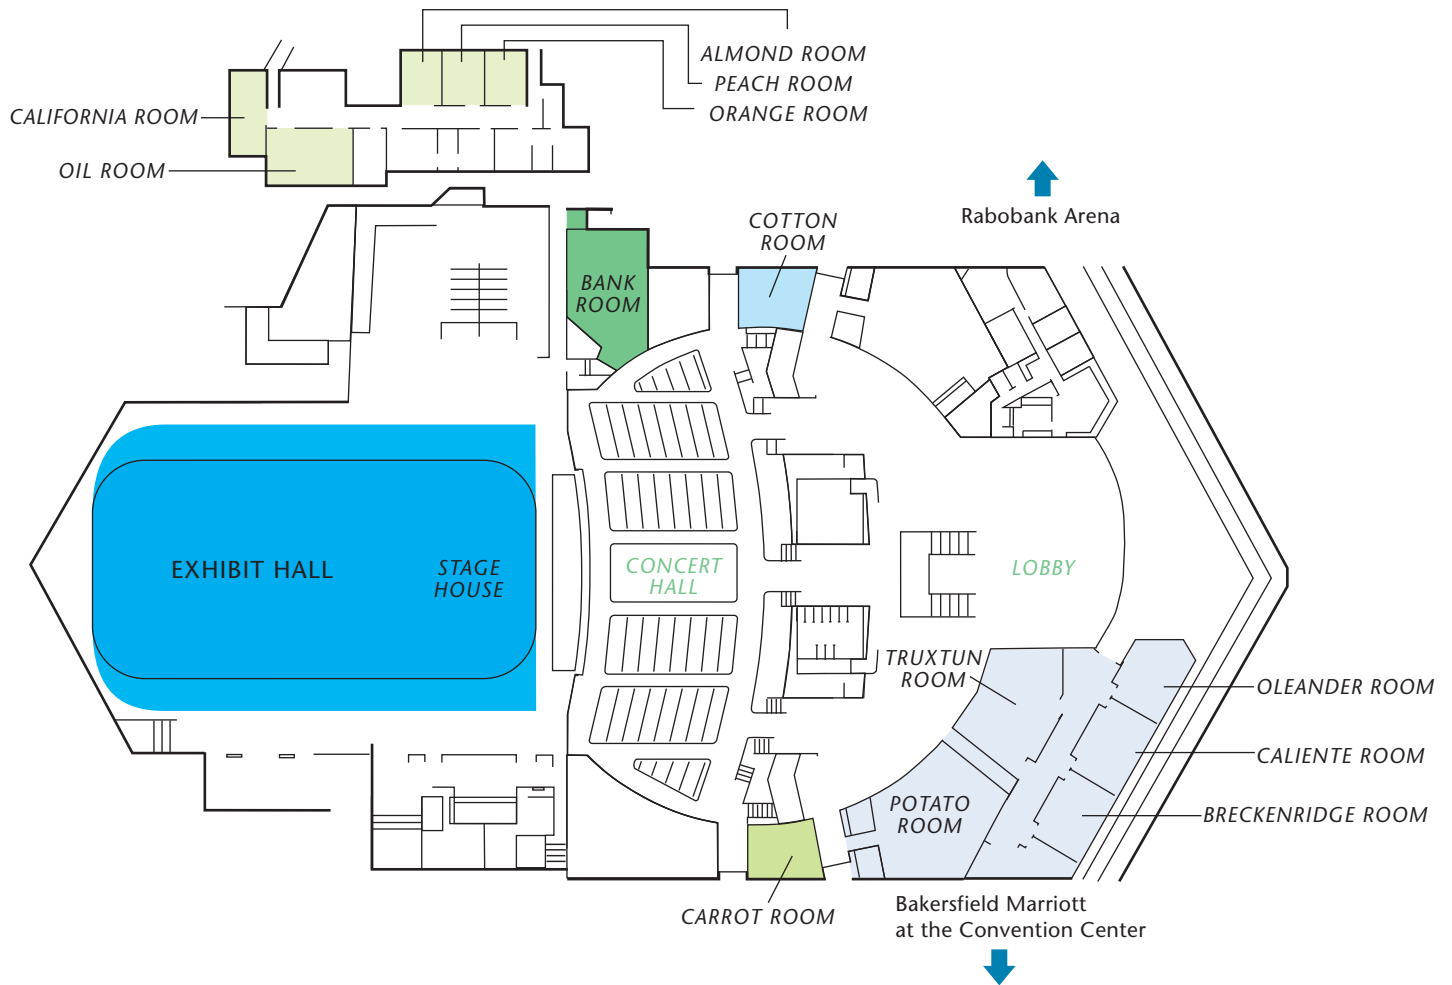 ALMOND ROOM
PEACH ROOM
ORANGE ROOM
CALIFORNIA ROOM
OIL ROOM
Rabobank Arena
COTTON
ROOM
BANK
ROOM
EXHIBIT HALL
STAGE
HOUSE
CONCERT
HALL
LOBBY
TRUXTUN
ROOM
OLEANDER ROOM
CALIENTE ROOM
BRECKENRIDGE ROOM
POTATO
ROOM
CARROT ROOM
Bakersfield Marriott
at the Convention Center